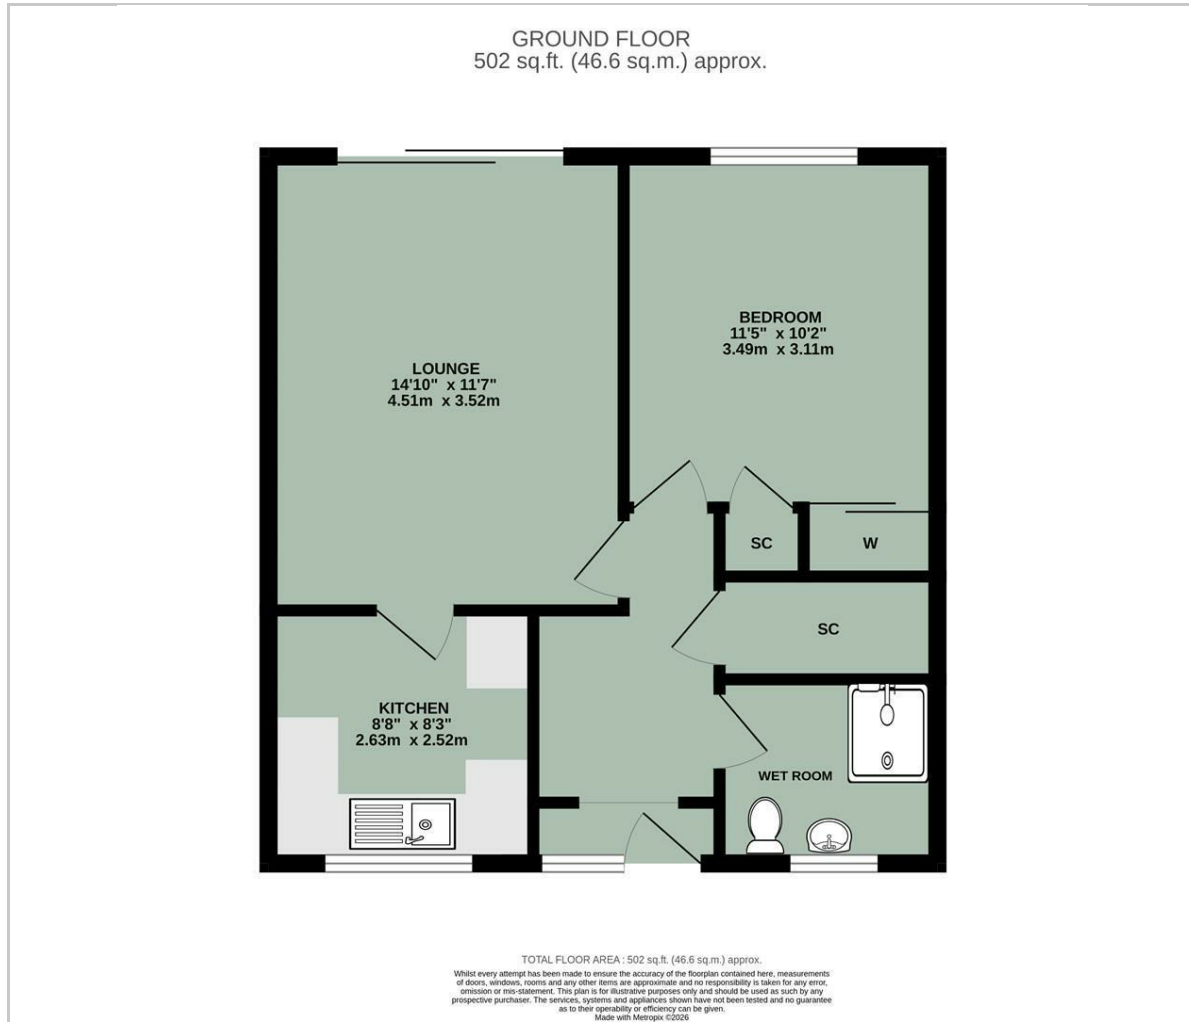 GROUND FLOOR
502 sq.ft. (46.6 sq.m.) approx.
BEDROOM
11'5" x 10'2"
3.49m x 3.11m
LOUNGE
14'10" x 11'7"
4.51m x 3.52m
SC
W
SC
KITCHEN
8'8" x 8'3"
2.63m x 2.52m
WET ROOM
TOTAL FLOOR AREA : 502 sq.ft. (46.6 sq.m.) approx.
Whilst every attempt has been made to ensure the accuracy of the floorplan contained here, measurements
of doors, windows, rooms and any other items are approximate and no responsibility is taken for any error,
omission or mis-statement. This plan is for illustrative purposes only and should be used as such by any
prospective purchaser. The services, systems and appliances shown have not been tested and no guarantee
as to their operability or efficiency can be given.
Made with Metropix ©2026